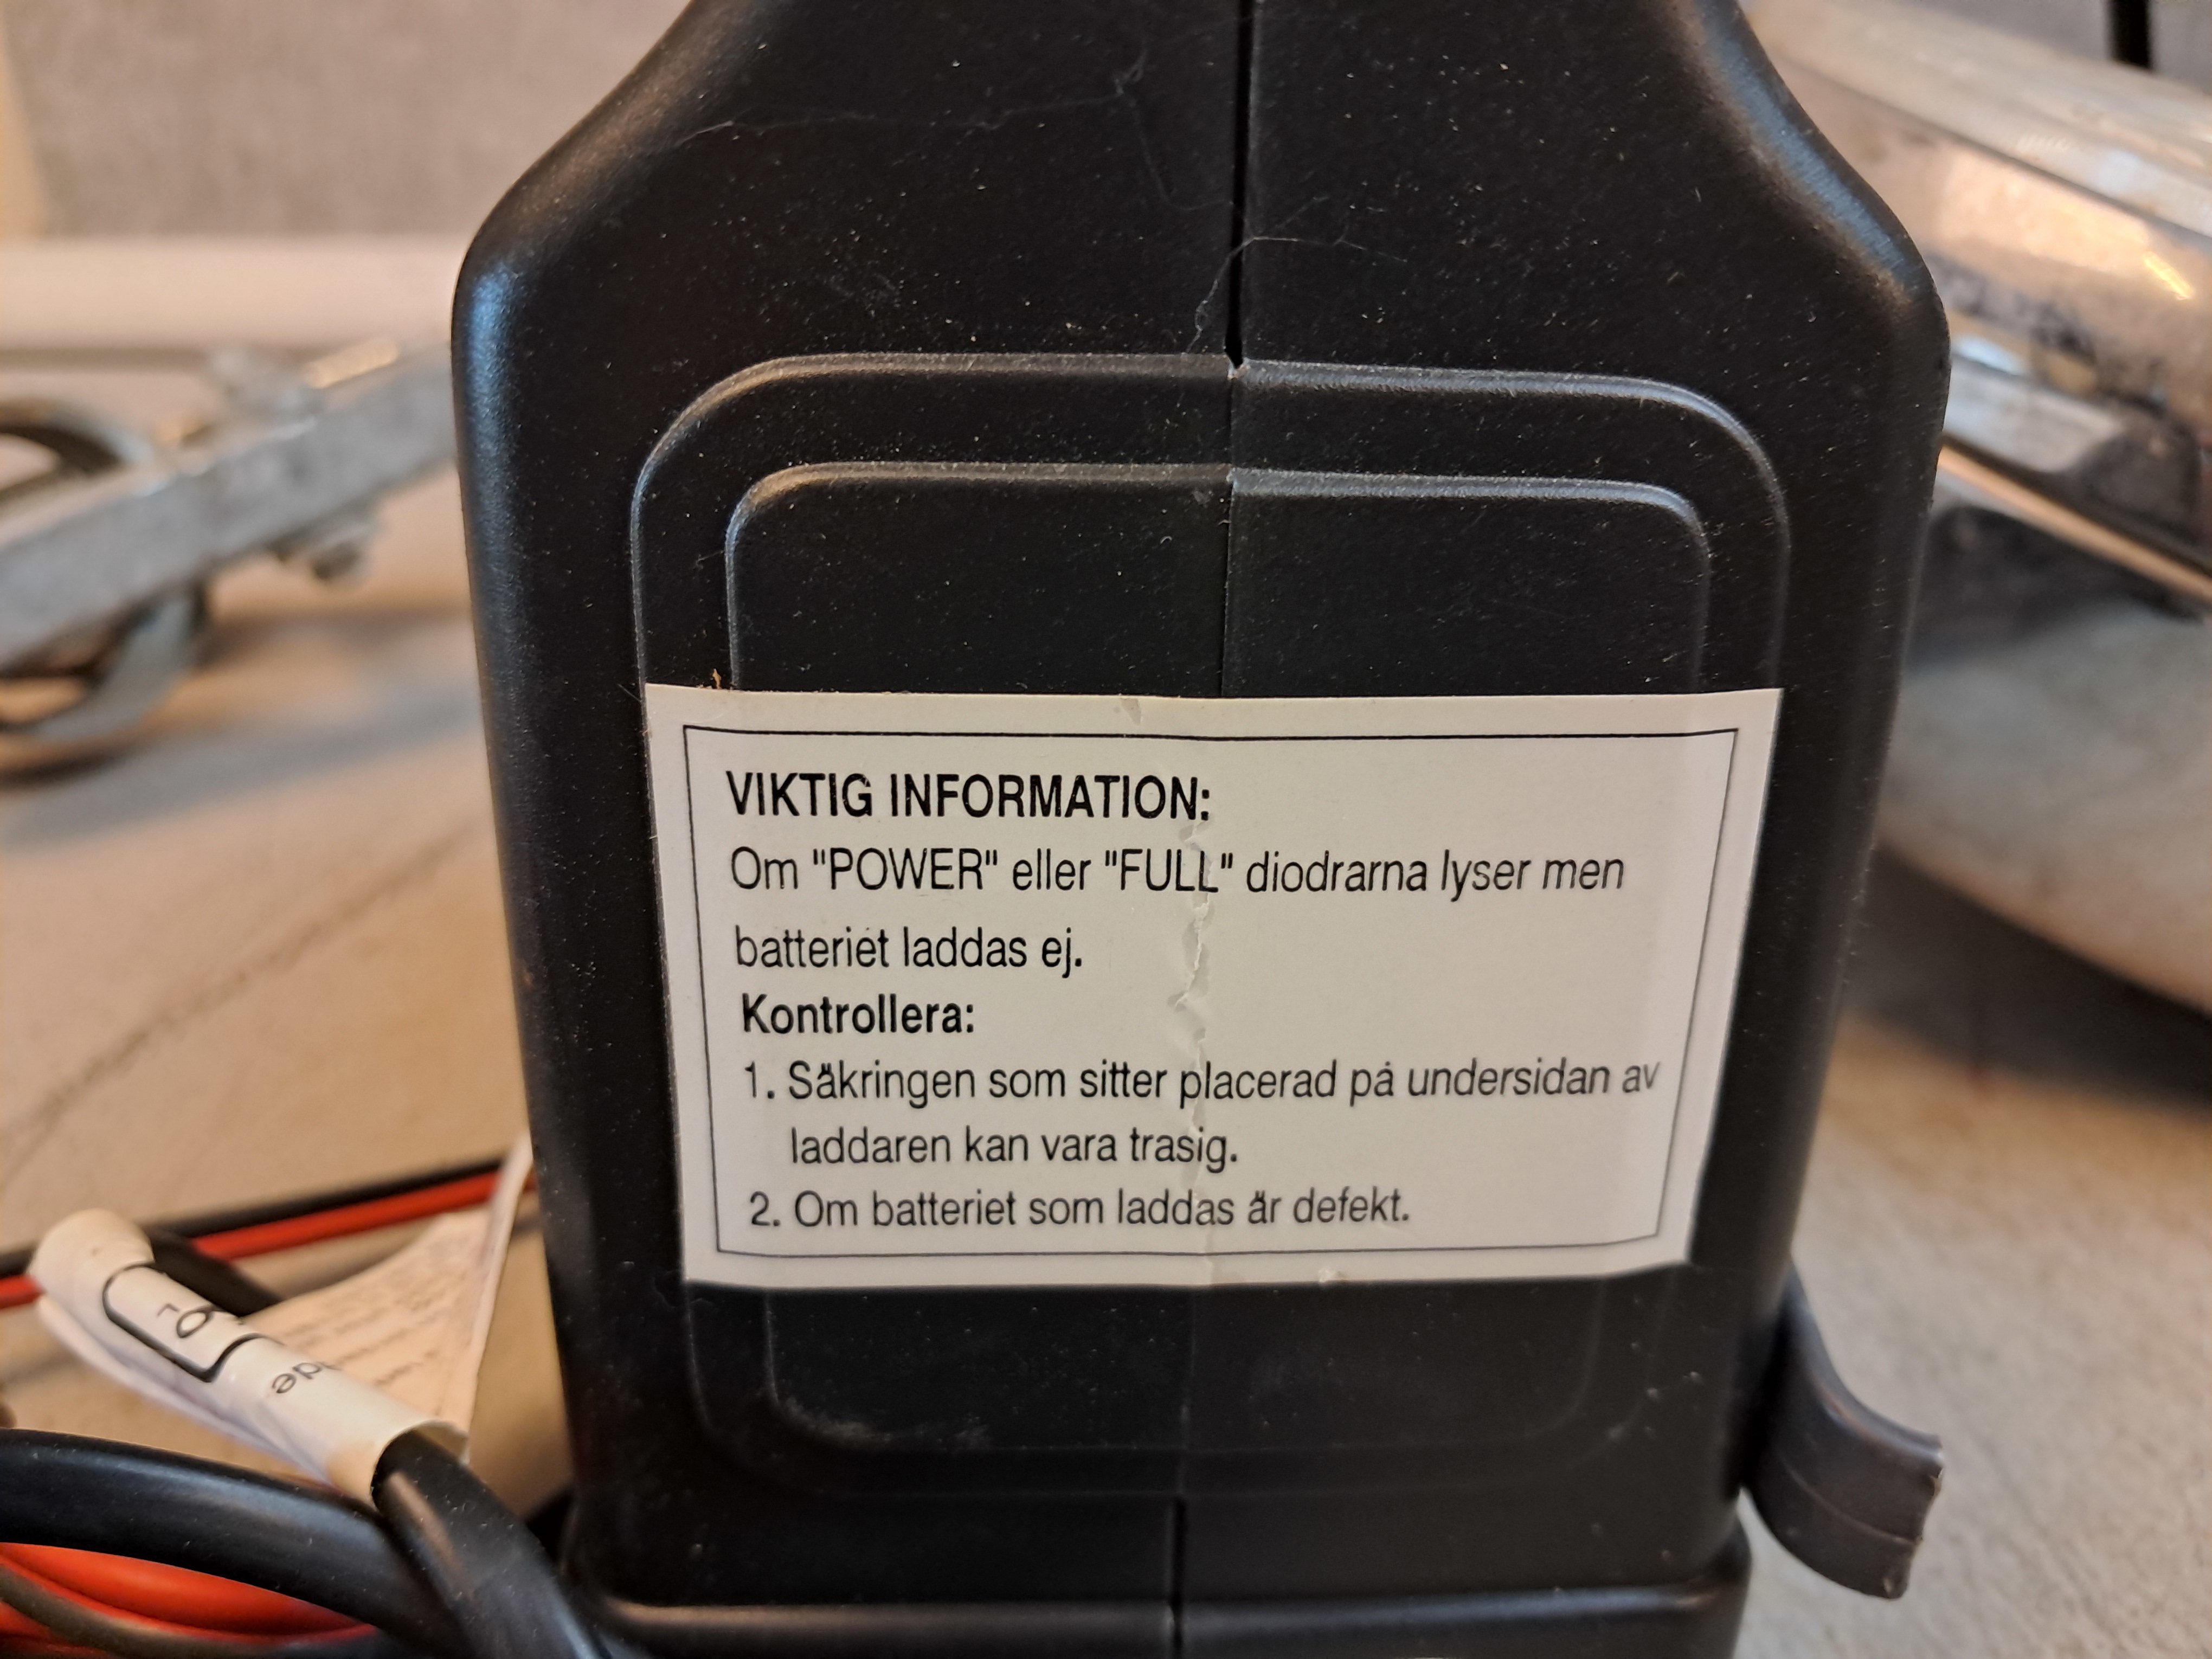 VIKTIG INFORMATION:
Om "POWER" eller "FULL" diodrarna lyser men
batteriet laddas ej.
Kontrollera:
1. Säkringen som sitter placerad på undersidan av
laddaren kan vara trasig.
2. Om batteriet som laddas är defekt.